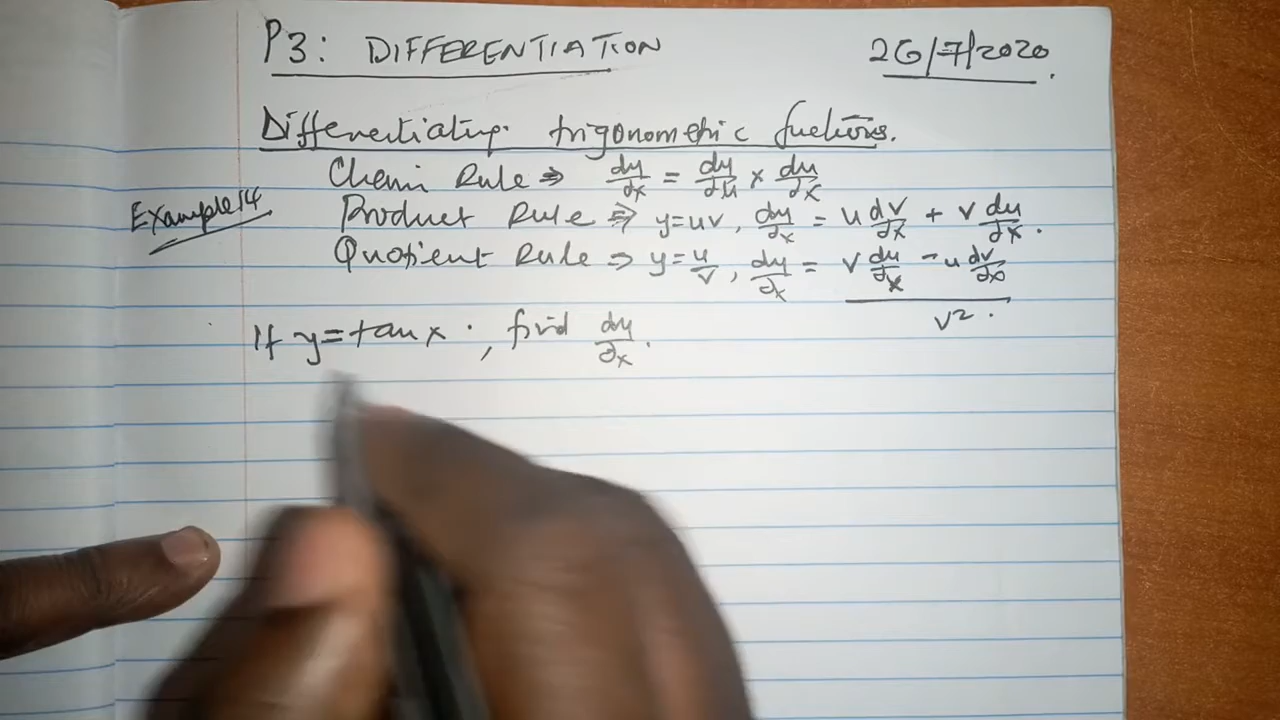 P3: DIFFERENTIATION 26/7/2020.
Differentiating. trigonometric fuctions.
Chain Rule ⇒ dy/dx = dy/du × du/dx
Example 14
Product Rule ⇒ y=uv, dy/dx = u dv/dx + v du/dx.
Quotient Rule ⇒ y=u/v, dy/dx = (v du/dx - u dv/dx)/v².
If y=tan x., find dy/dx.